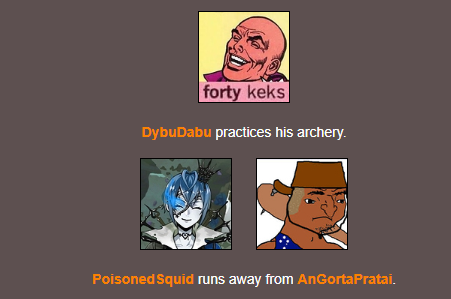 forty keks
DybuDabu practices his archery.
PoisonedSquid runs away from AnGortaPratai.